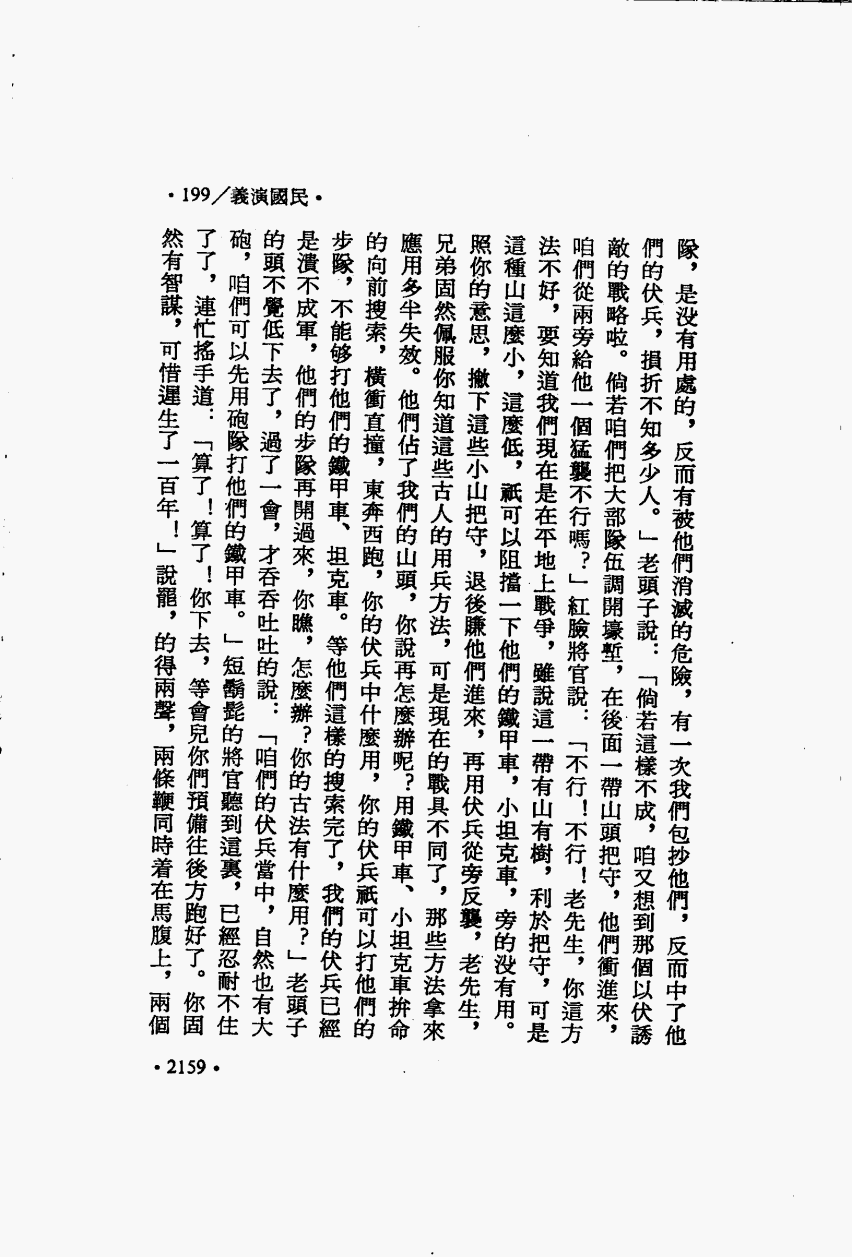 •199／義演國民•
隊，是没有用處的，反而有被他們消滅的危險，有一次我們包抄他們，反而中了他
們的伏兵，損折不知多少人。」老頭子說：「倘若這樣不成，咱又想到那個以伏誘
敵的戰略啦。倘若咱們把大部隊伍調開壕塹，在後面一帶山頭把守，他們衝進來，
咱們從兩旁給他一個猛襲不行嗎？」紅臉將官說：「不行！不行！老先生，你這方
法不好，要知道我們現在是在平地上戰爭，雖說這一帶有山有樹，利於把守，可是
這種山這麼小，這麼低，祇可以阻擋一下他們的鐵甲車，小坦克車，旁的没有用。
照你的意思，撇下這些小山把守，退後賺他們進來，再用伏兵從旁反襲，老先生，
兄弟固然佩服你知道這些古人的用兵方法，可是現在的戰具不同了，那些方法拿來
應用多半失效。他們佔了我們的山頭，你說再怎麼辦呢？用鐵甲車、小坦克車拚命
的向前搜索，橫衝直撞，東奔西跑，你的伏兵中什麼用，你的伏兵祇可以打他們的
步隊，不能够打他們的鐵甲車、坦克車。等他們這樣的搜索完了，我們的伏兵已經
是潰不成軍，他們的步隊再開過來，你瞧，怎麼辦？你的古法有什麼用？」老頭子
的頭不覺低下去了，過了一會，才吞吞吐吐的說：「咱們的伏兵當中，自然也有大
砲，咱們可以先用砲隊打他們的鐵甲車。」短鬍髭的將官聽到這裏，已經忍耐不住
了了，連忙搖手道：「算了！算了！你下去，等會兒你們預備往後方跑好了。你固
然有智謀，可惜遲生了一百年！」說罷，的得兩聲，兩條鞭同時着在馬腹上，兩個
•2159•